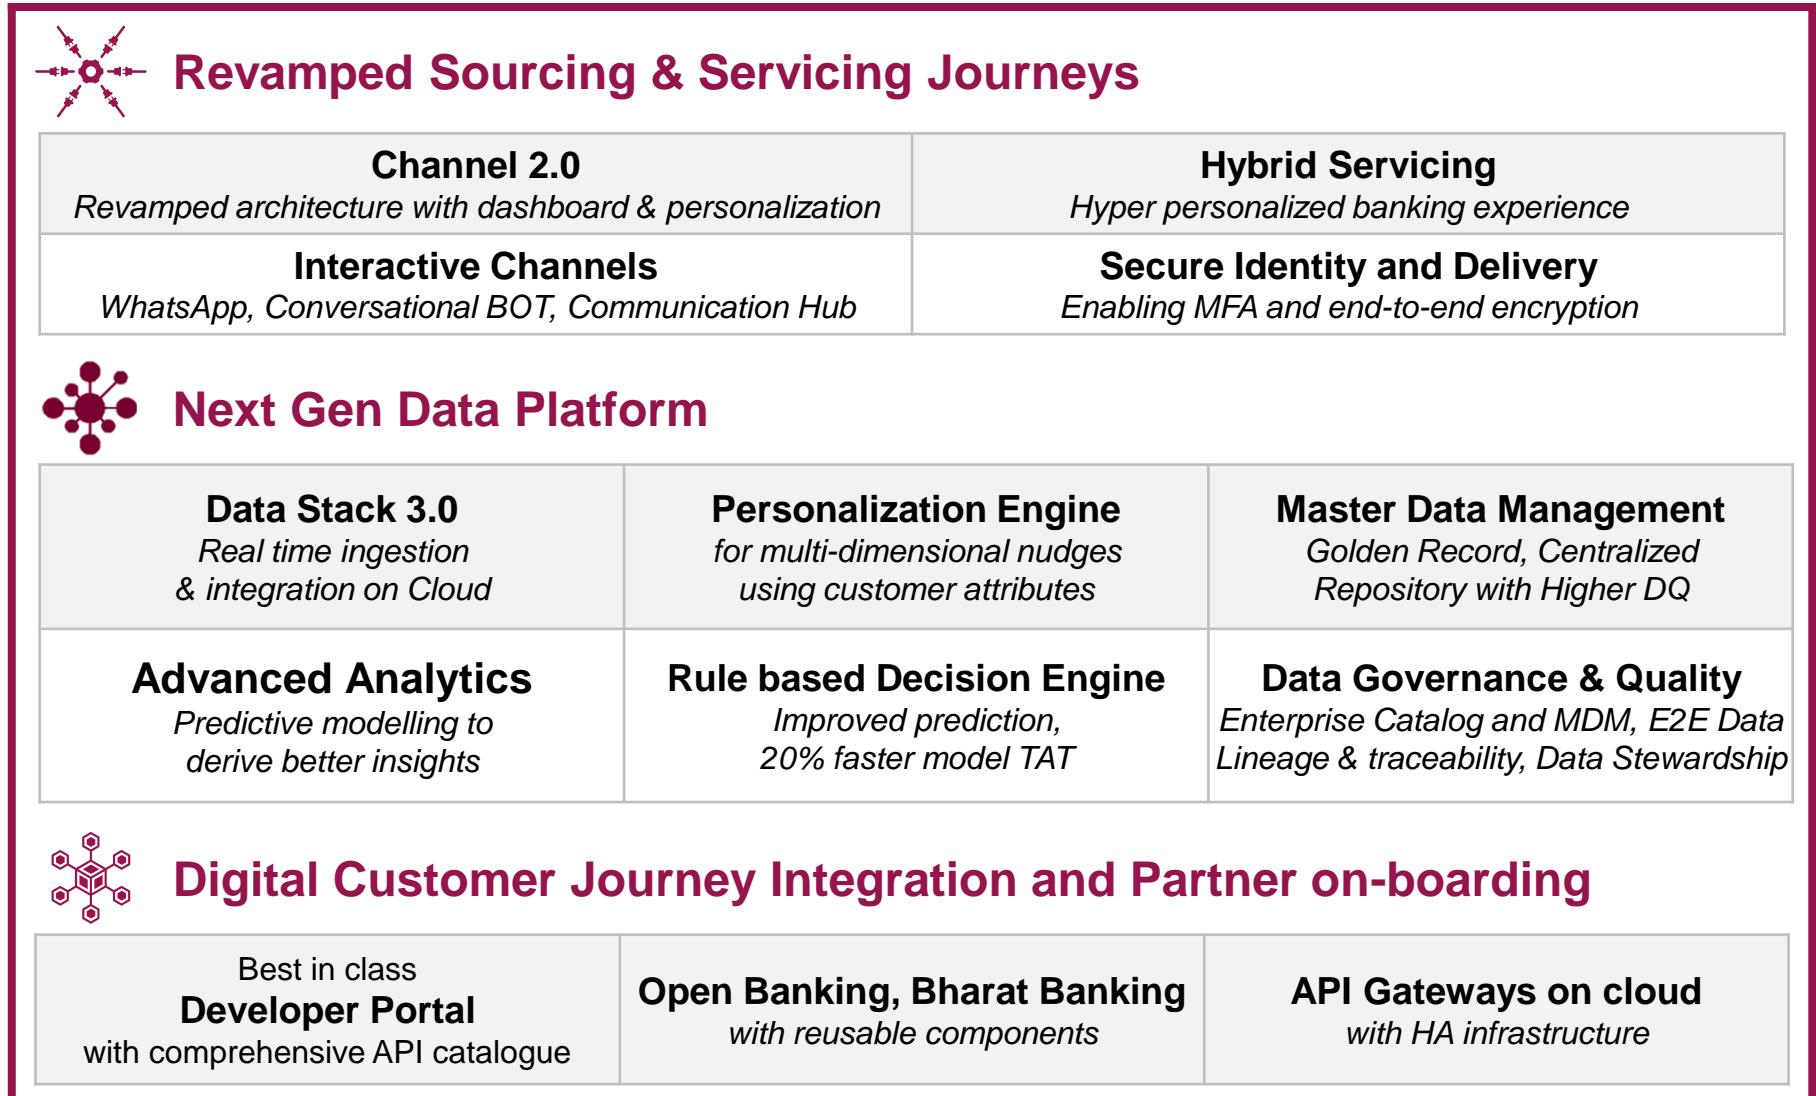 Revamped Sourcing & Servicing Journeys
Channel 2.0
Revamped architecture with dashboard & personalization
Hybrid Servicing
Hyper personalized banking experience
Interactive Channels
WhatsApp, Conversational BOT, Communication Hub
Secure Identity and Delivery
Enabling MFA and end-to-end encryption
Next Gen Data Platform
Data Stack 3.0
Real time ingestion
& integration on Cloud
Personalization Engine
for multi-dimensional nudges
using customer attributes
Master Data Management
Golden Record, Centralized
Repository with Higher DQ
Advanced Analytics
Predictive modelling to
derive better insights
Rule based Decision Engine
Improved prediction,
20% faster model TAT
Data Governance & Quality
Enterprise Catalog and MDM, E2E Data
Lineage & traceability, Data Stewardship
Digital Customer Journey Integration and Partner on-boarding
Best in class
Developer Portal
with comprehensive API catalogue
Open Banking, Bharat Banking
with reusable components
API Gateways on cloud
with HA infrastructure